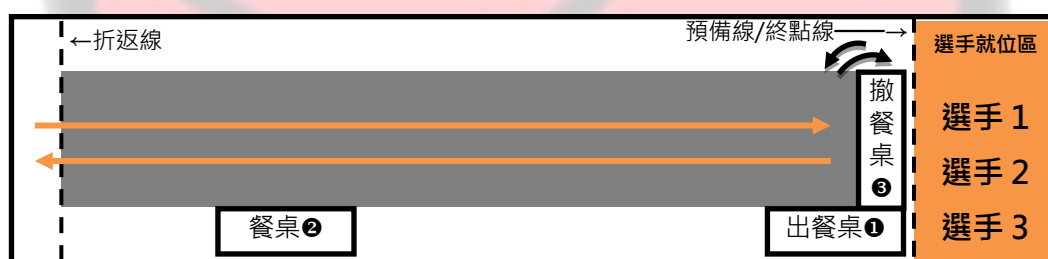 ←折返線
預備線/終點線——→
選手就位區
撤餐桌❸
選手 1
選手 2
選手 3
餐桌❷
出餐桌❶